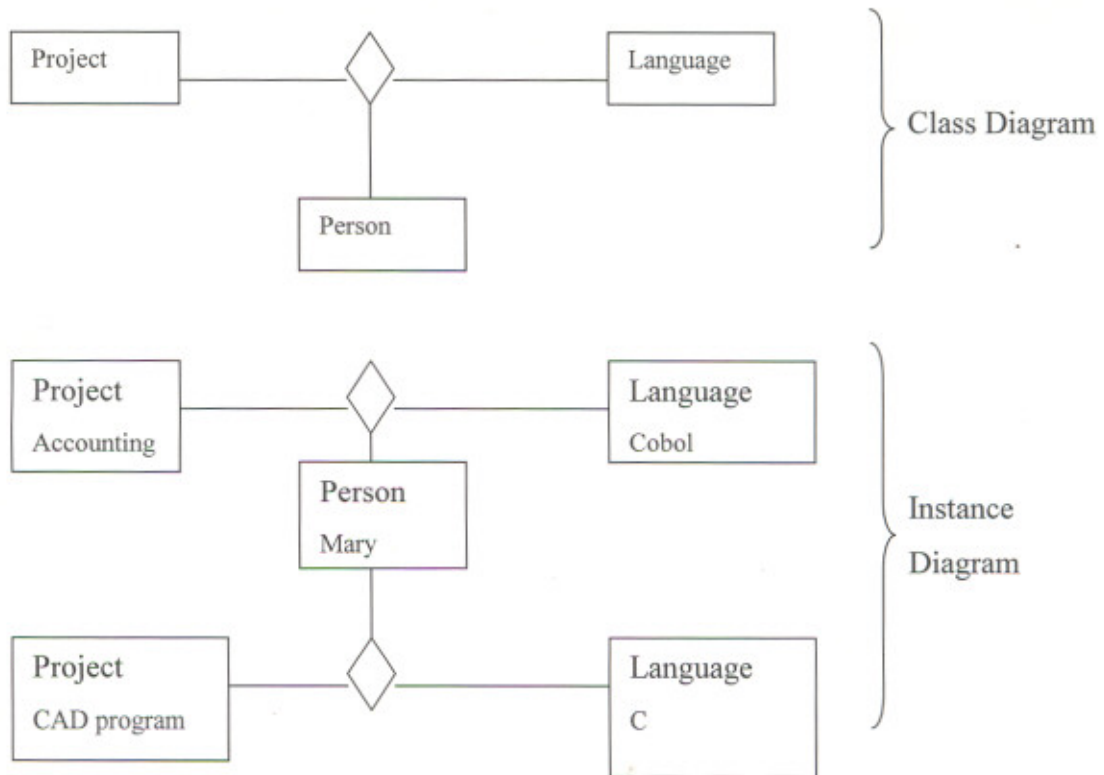 Project
Language
Class Diagram
Person
Project
Accounting
Language
Cobol
Person
Mary
Instance
Diagram
Project
CAD program
Language
C